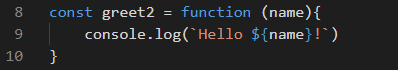 8 const greet2 = function (name){
9     console.log(`Hello ${name}!`)
10 }